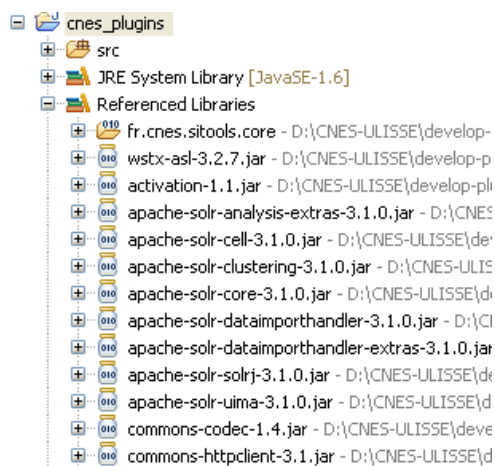 cnes_plugins
src
JRE System Library [JavaSE-1.6]
Referenced Libraries
fr.cnes.sitools.core - D:\CNES-ULISSE\develop-
wstx-asl-3.2.7.jar - D:\CNES-ULISSE\develop-p
activation-1.1.jar - D:\CNES-ULISSE\develop-plu
apache-solr-analysis-extras-3.1.0.jar - D:\CNES
apache-solr-cell-3.1.0.jar - D:\CNES-ULISSE\dev
apache-solr-clustering-3.1.0.jar - D:\CNES-ULIS
apache-solr-core-3.1.0.jar - D:\CNES-ULISSE\de
apache-solr-dataimporthandler-3.1.0.jar - D:\CN
apache-solr-dataimporthandler-extras-3.1.0.jar
apache-solr-solrj-3.1.0.jar - D:\CNES-ULISSE\de
apache-solr-uima-3.1.0.jar - D:\CNES-ULISSE\d
commons-codec-1.4.jar - D:\CNES-ULISSE\deve
commons-httpclient-3.1.jar - D:\CNES-ULISSE\d